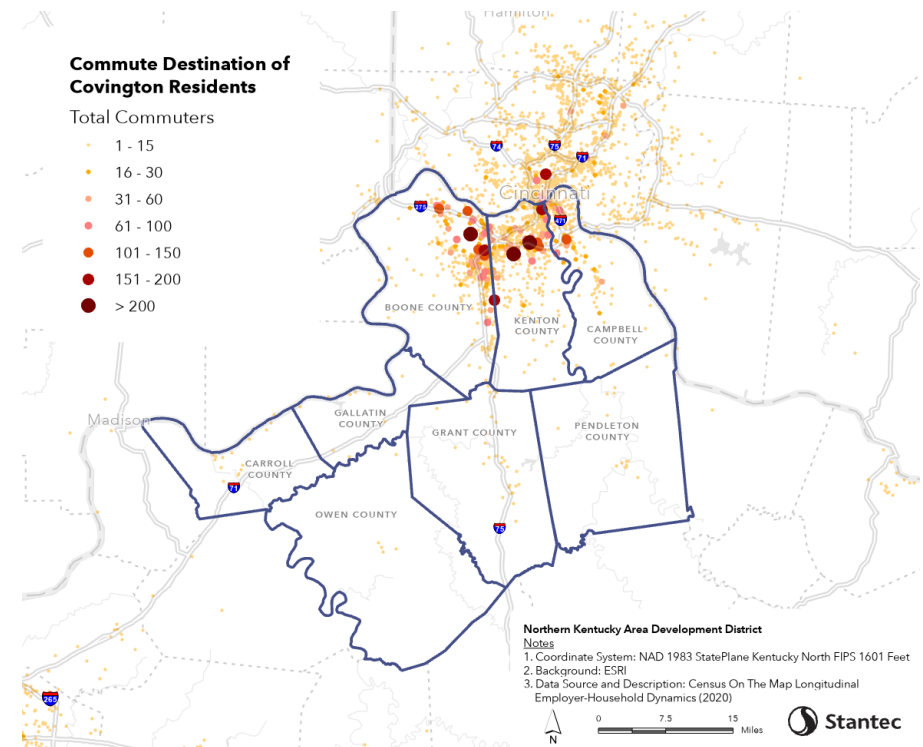 Hamilton
Commute Destination of
Covington Residents
Total Commuters
1 - 15
16 - 30
31 - 60
61 - 100
101 - 150
151 - 200
> 200
74
75
71
Cincinnati
275
471
BOONE COUNTY
KENTON
COUNTY
CAMPBELL
COUNTY
Madison
GALLATIN
COUNTY
GRANT COUNTY
PENDLETON
COUNTY
CARROLL
COUNTY
71
OWEN COUNTY
75
265
Northern Kentucky Area Development District
Notes
1. Coordinate System: NAD 1983 StatePlane Kentucky North FIPS 1601 Feet
2. Background: ESRI
3. Data Source and Description: Census On The Map Longitudinal
Employer-Household Dynamics (2020)
N
0 7.5 15
Miles
Stantec